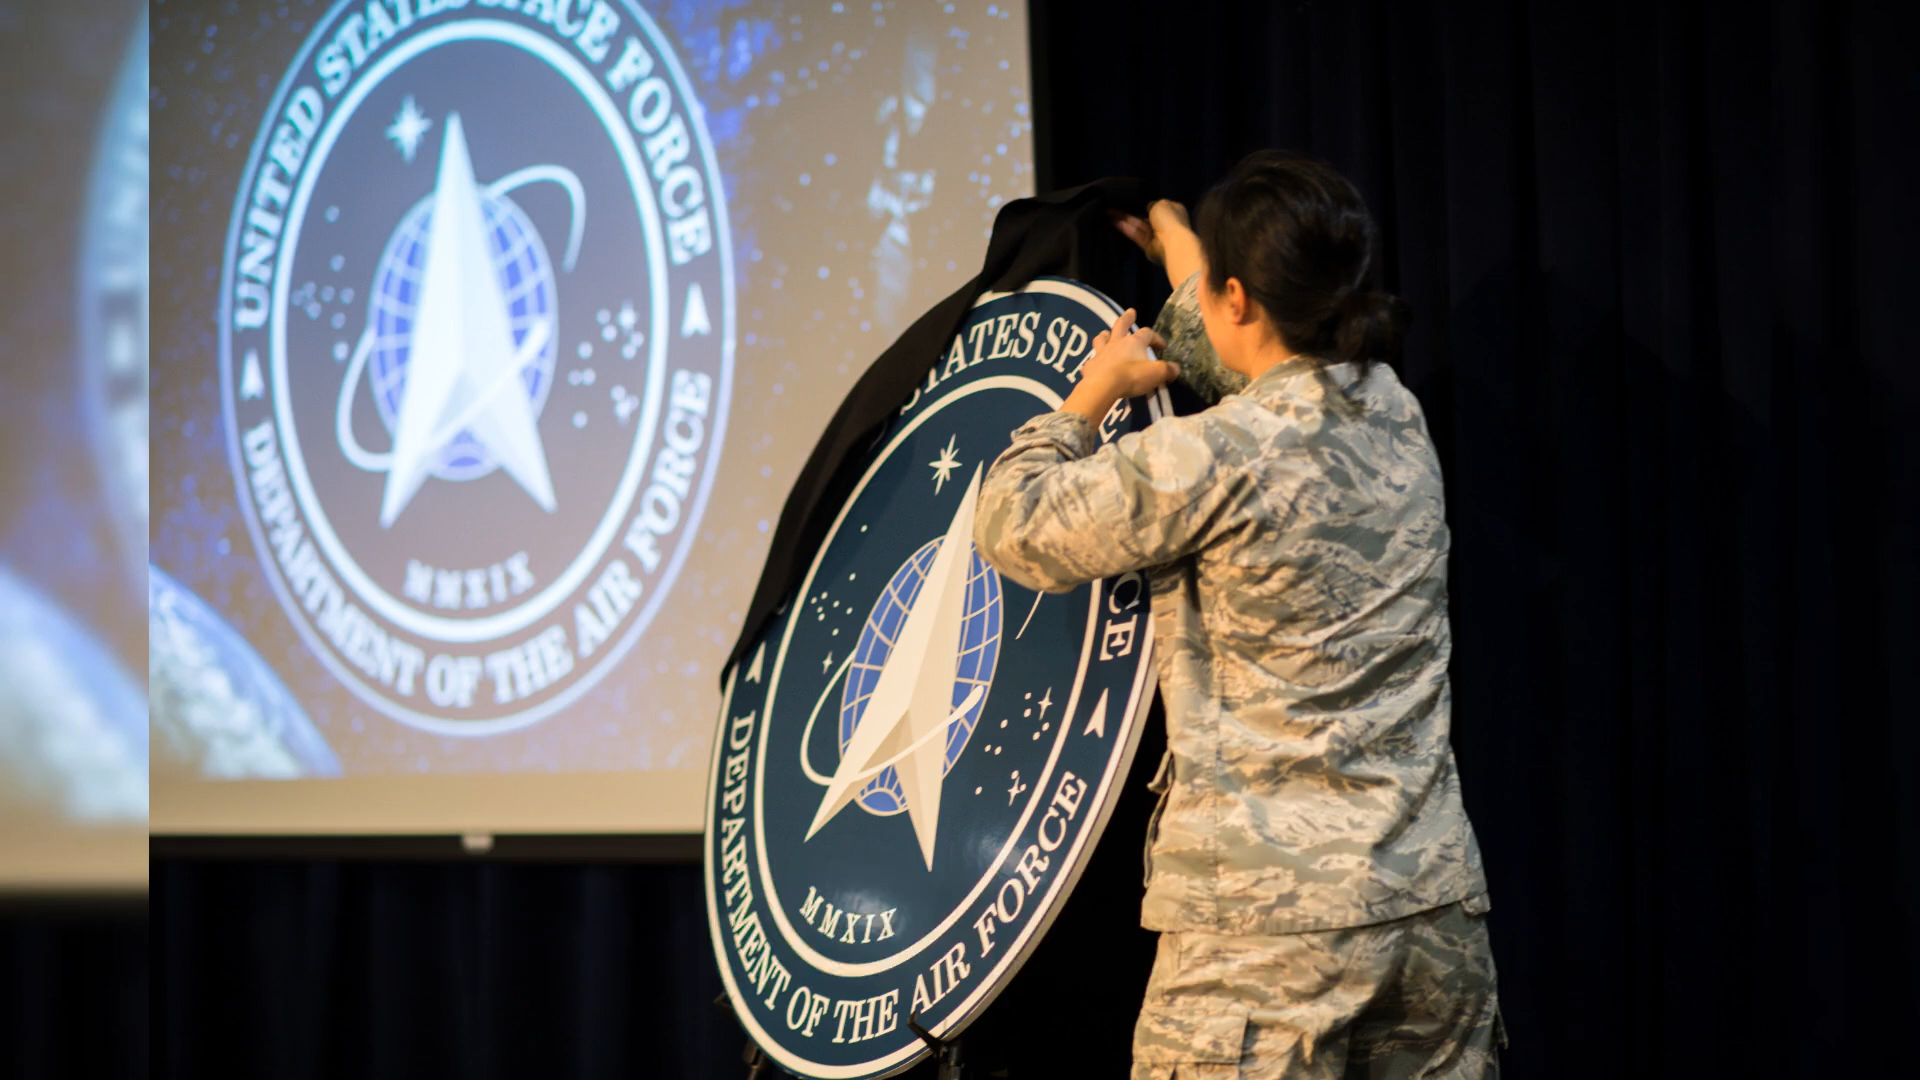 UNITED STATES SPACE FORCE
MMXIX
DEPARTMENT OF THE AIR FORCE
STATES SPA CE
MMXIX
DEPARTMENT OF THE AIR FORCE